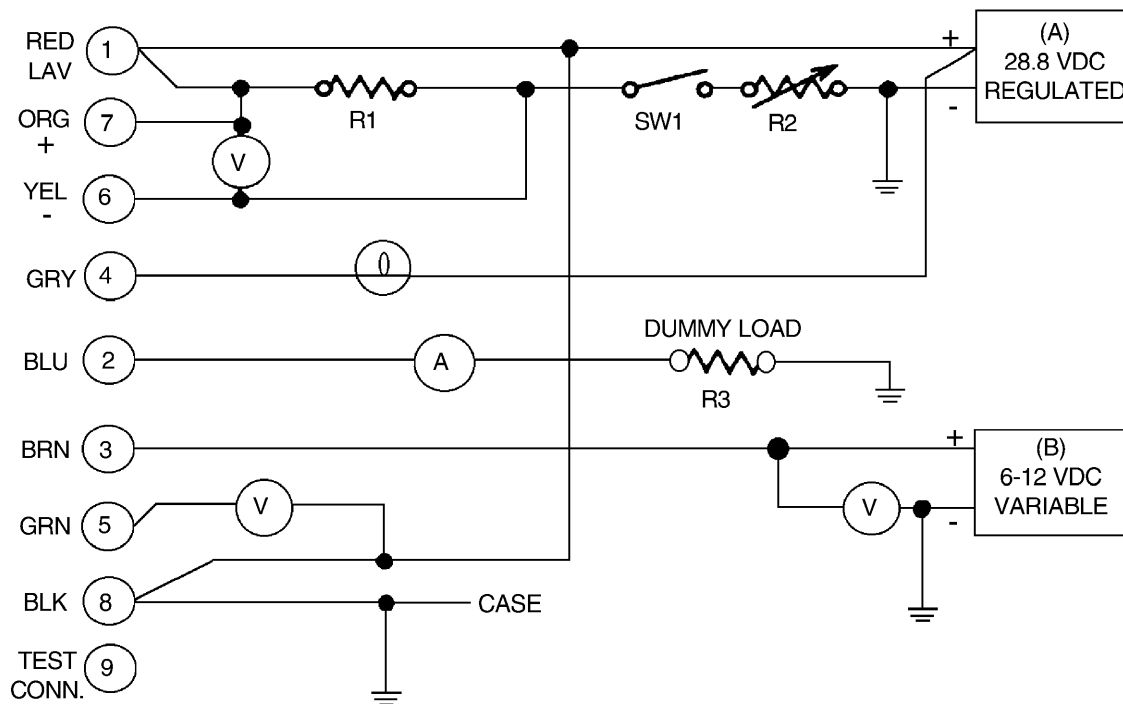 RED
LAV
1
+
(A)
28.8 VDC
REGULATED
-
R1
SW1
R2
ORG
+
7
V
YEL
-
6
GRY
4
0
BLU
2
A
DUMMY LOAD
R3
BRN
3
+
(B)
6-12 VDC
VARIABLE
-
V
GRN
5
V
BLK
8
CASE
TEST
CONN.
9